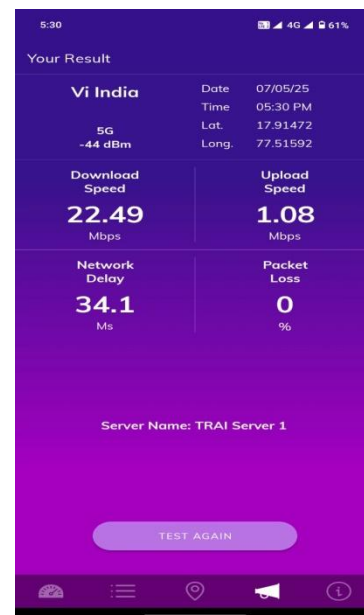 5:30
4G 61%
Your Result
Vi India
5G
-44 dBm
Date 07/05/25
Time 05:30 PM
Lat. 17.91472
Long. 77.51592
Download
Speed
22.49
Mbps
Upload
Speed
1.08
Mbps
Network
Delay
34.1
Ms
Packet
Loss
0
%
Server Name: TRAI Server 1
TEST AGAIN